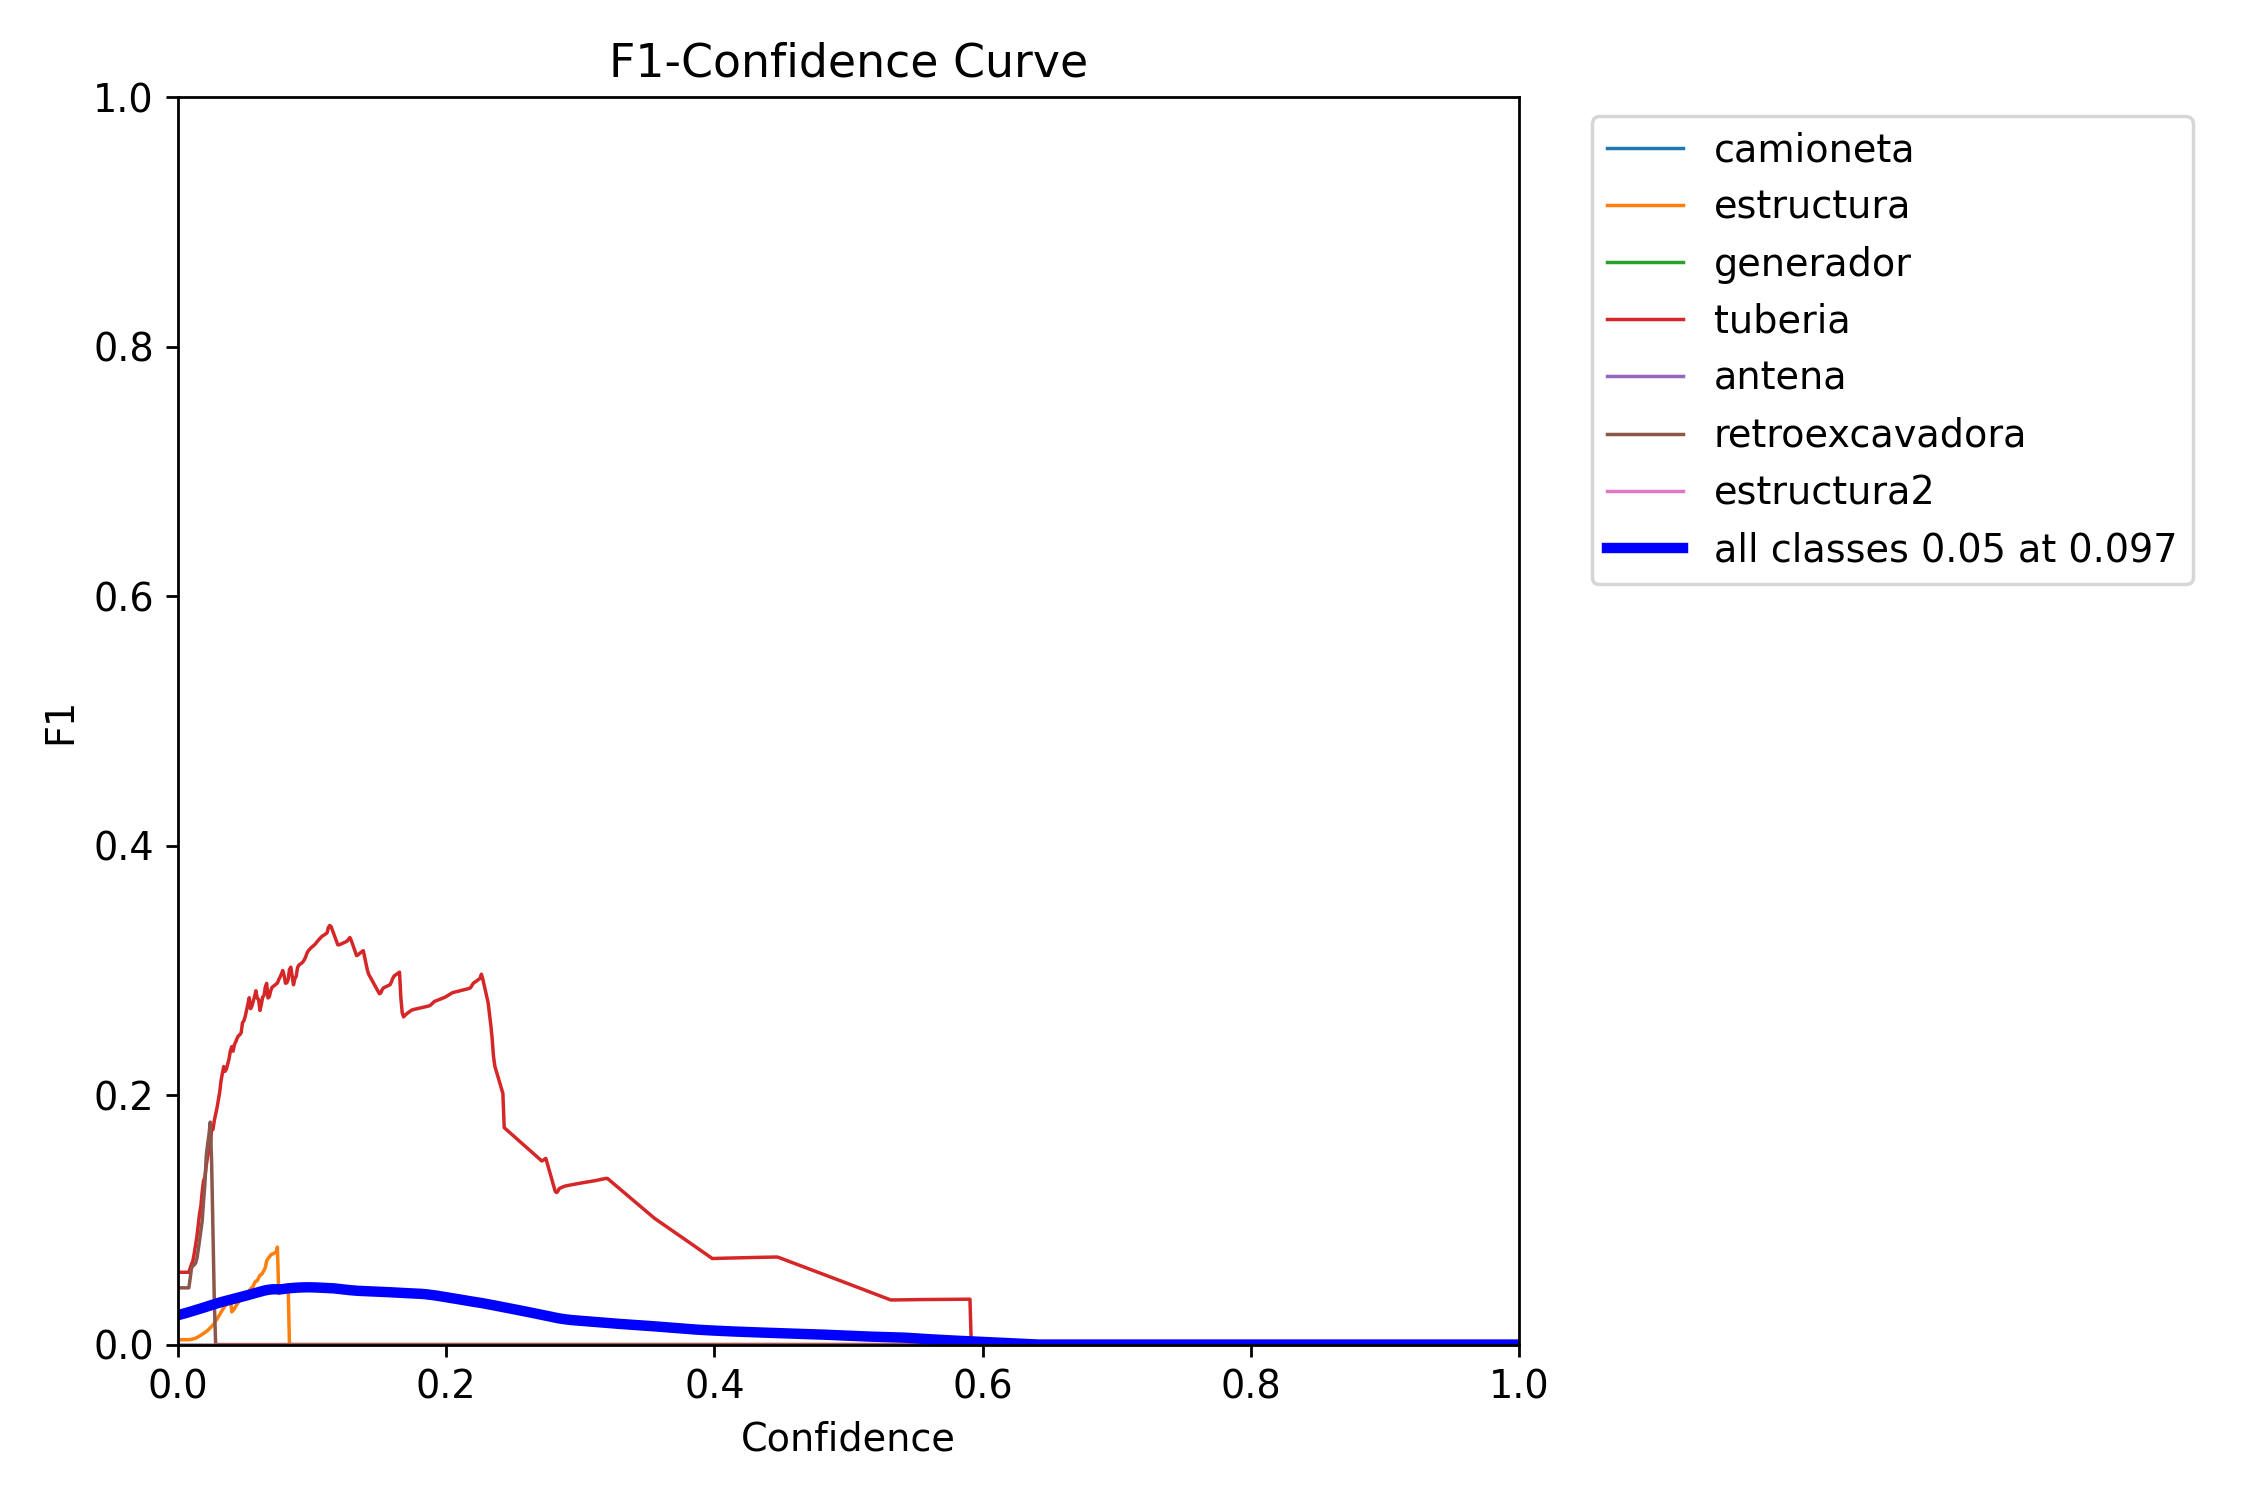 F1-Confidence Curve
1.0
0.8
0.6
0.4
0.2
0.0
F1
0.0 0.2 0.4 0.6 0.8 1.0
Confidence
camioneta
estructura
generador
tuberia
antena
retroexcavadora
estructura2
all classes 0.05 at 0.097